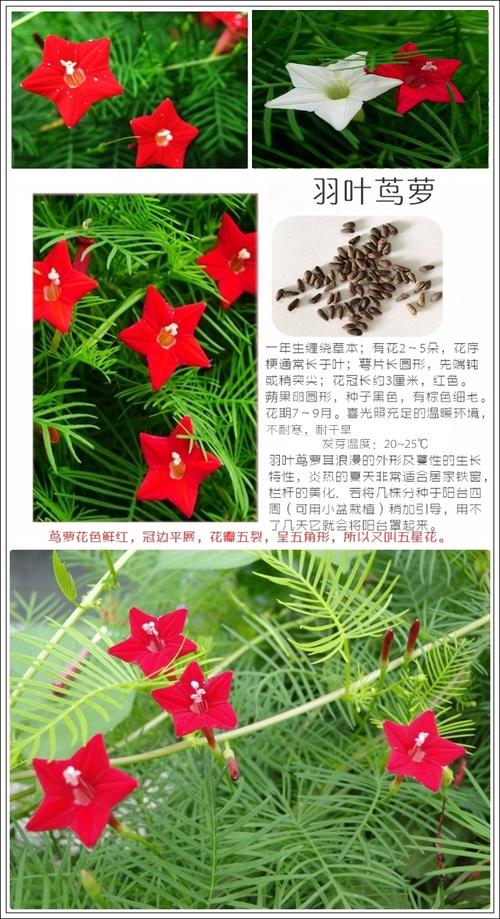 羽叶茑萝
一年生缠绕草本；有花2～5朵，花序
梗通常长于叶；萼片长圆形，先端钝
或稍突尖；花冠长约3厘米，红色。
蒴果卵圆形，种子黑色，有棕色细毛。
花期7～9月。喜光照充足的温暖环境，
不耐寒，耐干旱
发芽温度：20~25℃
羽叶茑萝耳浪漫的外形及蔓性的生长
特性，炎热的夏天非常适合居家铁窗，
栏杆的美化．若将几株分种于阳台四
周（可用小盆栽植）稍加引导，用不
了几天它就会将阳台罩起来。
茑萝花色鲜红，冠边平展，花瓣五裂，呈五角形，所以又叫五星花。